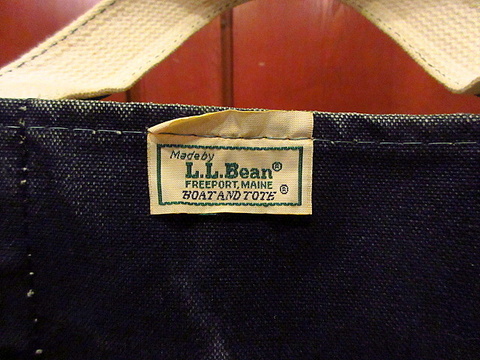 Made by
L.L.Bean®
FREEPORT, MAINE
BOAT AND TOTE ®